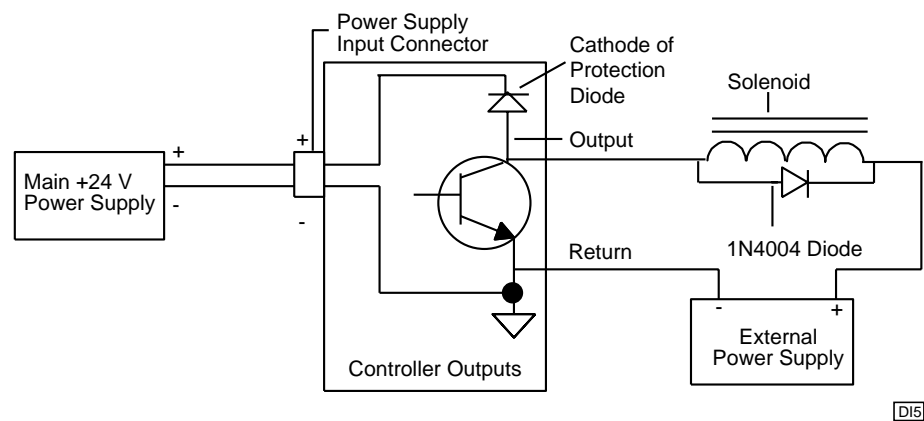 Power Supply
Input Connector
Cathode of
Protection
Diode
Solenoid
+
Output
+
Main +24 V
Power Supply
-
-
1N4004 Diode
Return
-
+
External
Power Supply
Controller Outputs
DI5